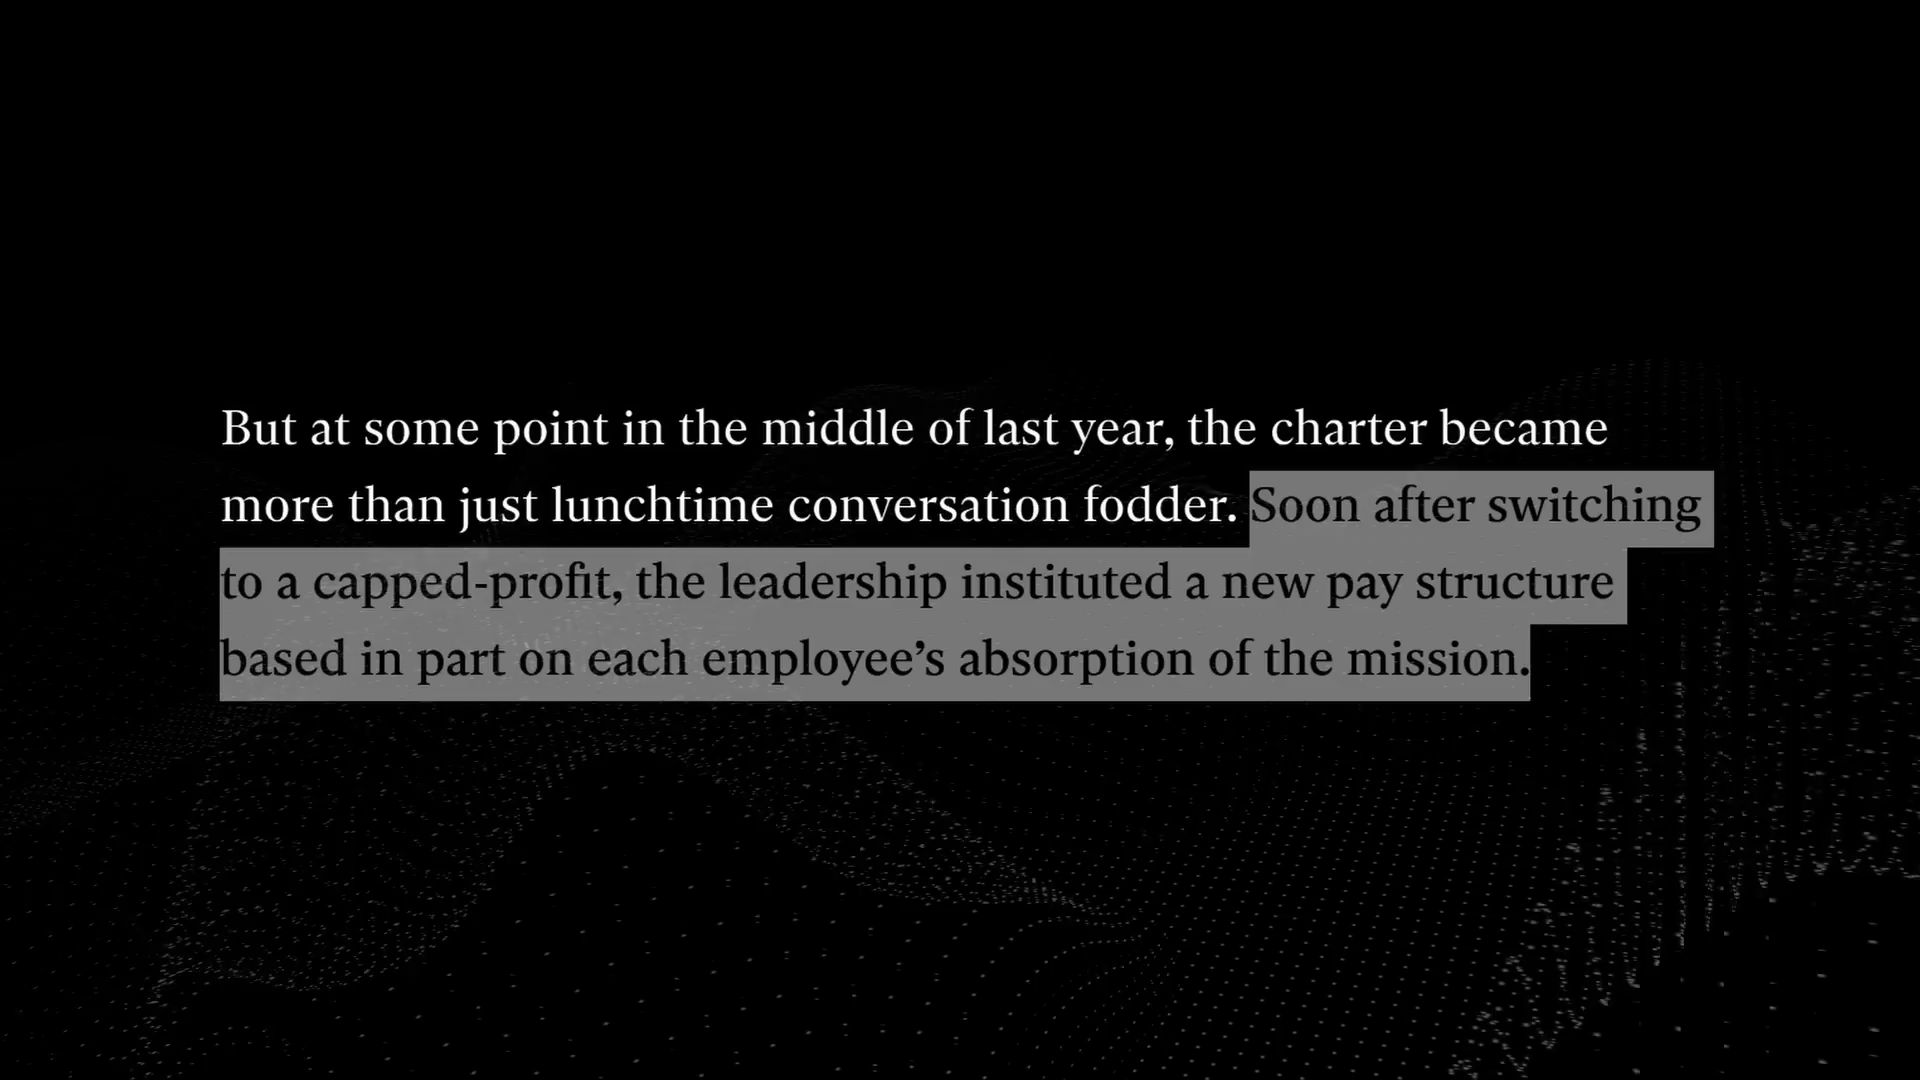 But at some point in the middle of last year, the charter became
more than just lunchtime conversation fodder. Soon after switching
to a capped-profit, the leadership instituted a new pay structure
based in part on each employee’s absorption of the mission.